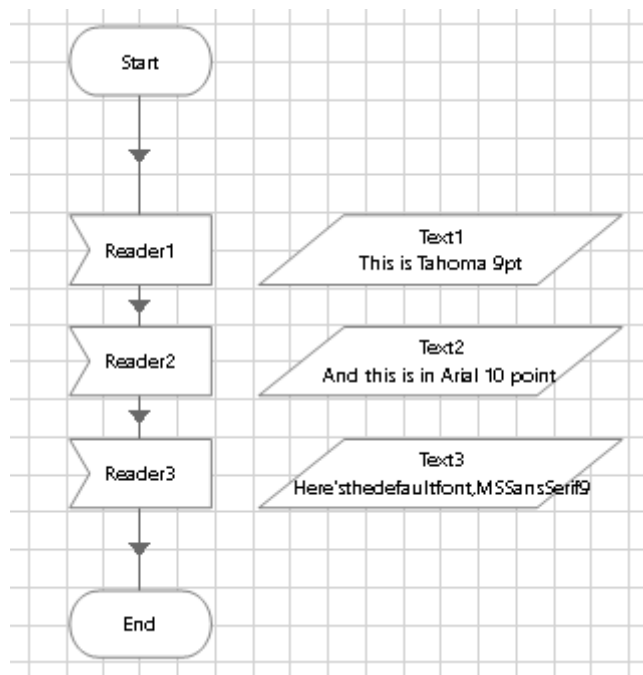 Start
Reader1
Text1
This is Tahoma 9pt
Reader2
Text2
And this is in Arial 10 point
Reader3
Text3
Here'sthedefaultfont,MSSansSerif9
End